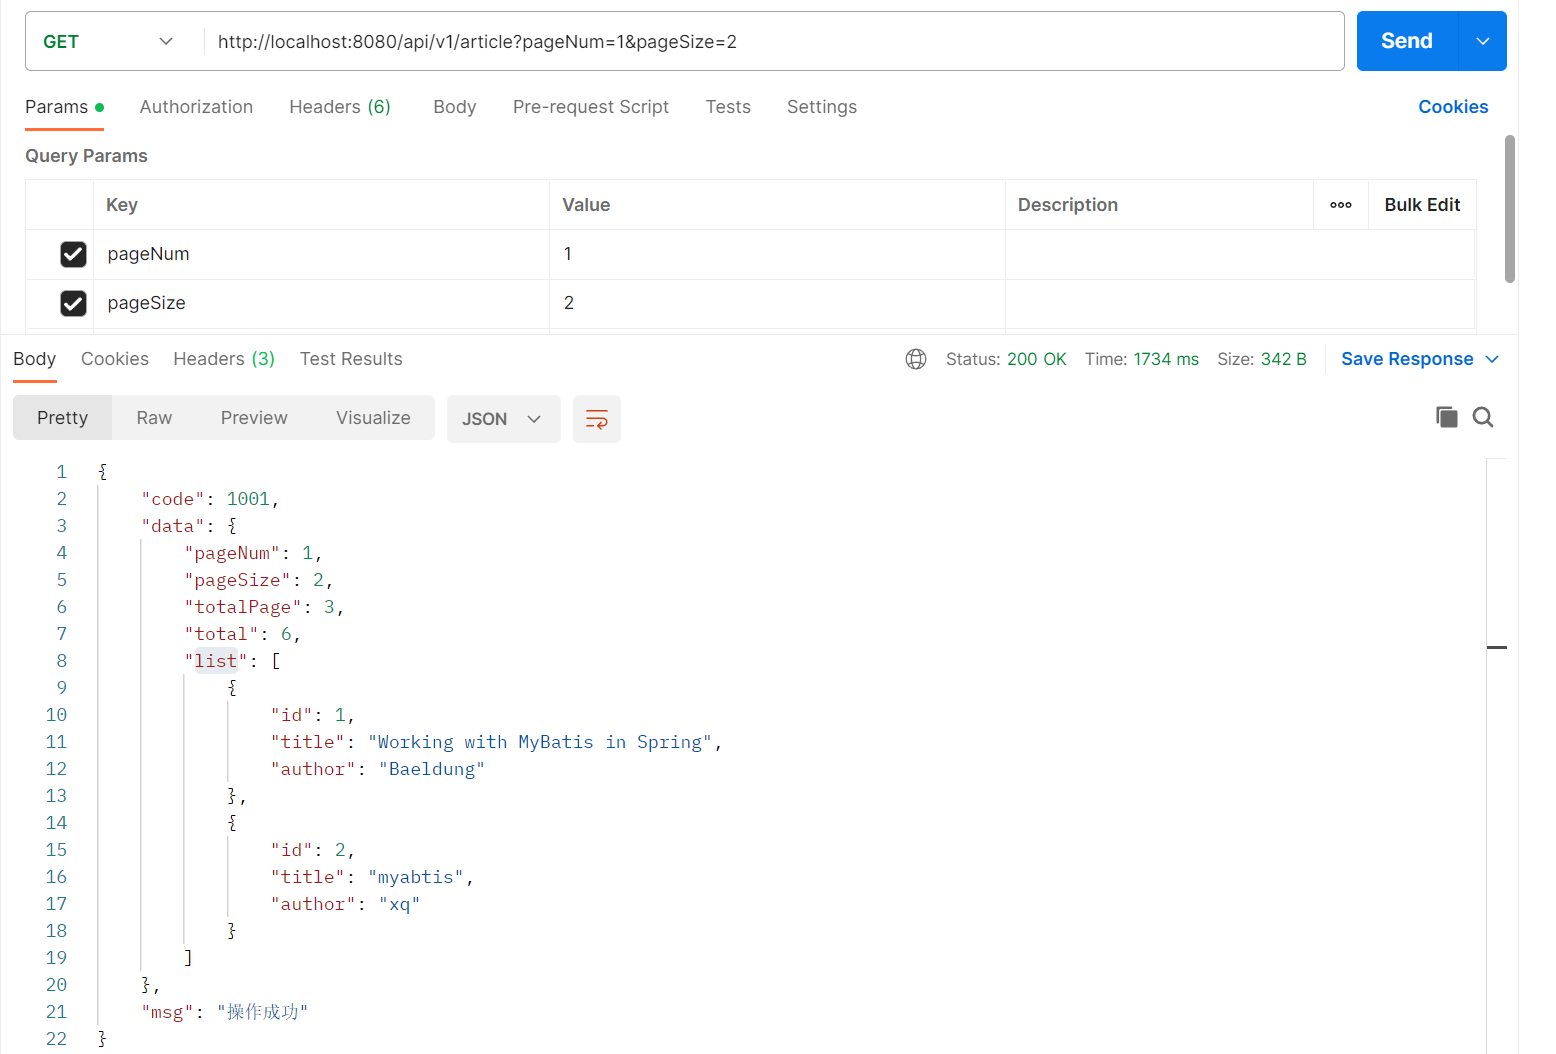 GET http://localhost:8080/api/v1/article?pageNum=1&pageSize=2 Send
Params Authorization Headers (6) Body Pre-request Script Tests Settings Cookies
Query Params
Key Value Description Bulk Edit
pageNum 1
pageSize 2
Body Cookies Headers (3) Test Results Status: 200 OK Time: 1734 ms Size: 342 B Save Response
Pretty Raw Preview Visualize JSON
1 {
2 "code": 1001,
3 "data": {
4 "pageNum": 1,
5 "pageSize": 2,
6 "totalPage": 3,
7 "total": 6,
8 "list": [
9 {
10 "id": 1,
11 "title": "Working with MyBatis in Spring",
12 "author": "Baeldung"
13 },
14 {
15 "id": 2,
16 "title": "myabtis",
17 "author": "xq"
18 }
19 ]
20 },
21 "msg": "操作成功"
22 }